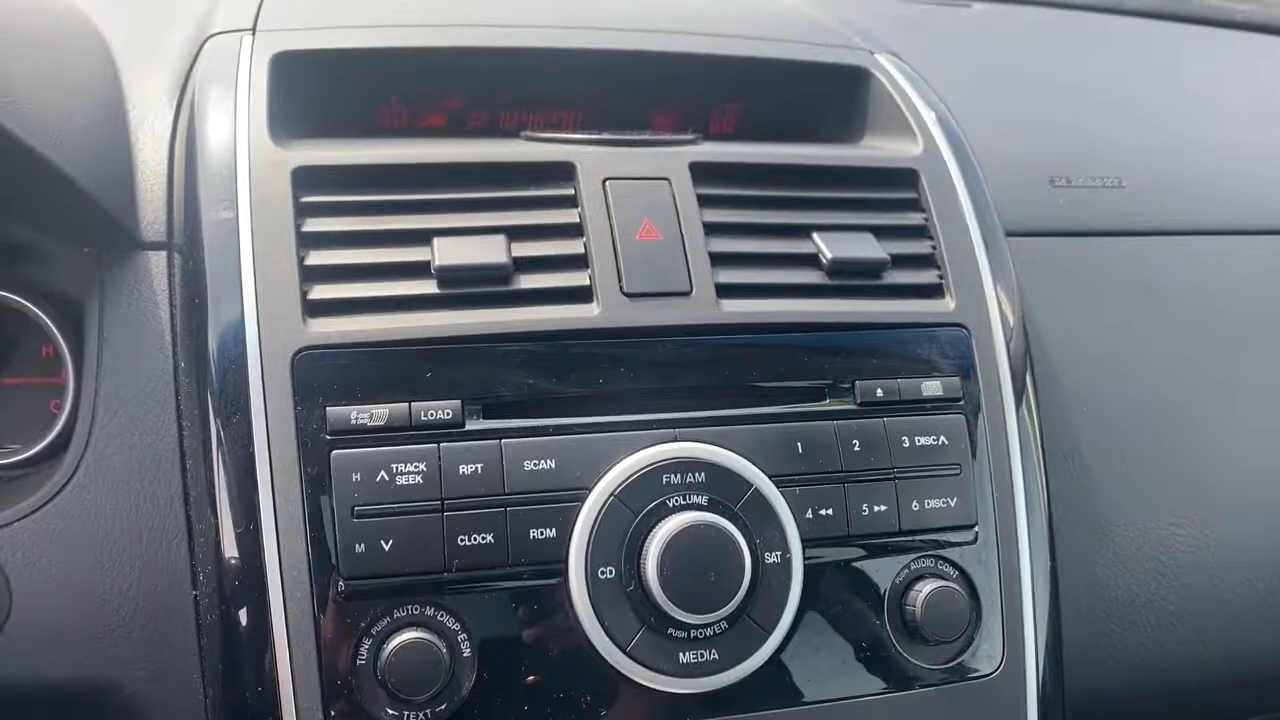 H
C
6-DISC
IN DASH
LOAD
H TRACK
SEEK
RPT
SCAN
1
2
3 DISC
M
CLOCK
RDM
4
5
6 DISC
FM/AM
VOLUME
CD
SAT
PUSH POWER
MEDIA
TUNE PUSH AUTO-M·DISP·ESN
TEXT
PUSH AUDIO CONT